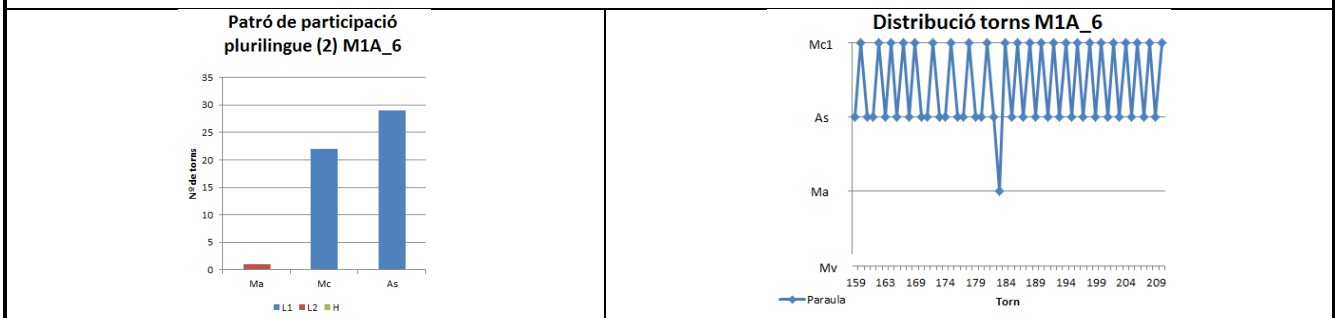 Patró de participació
plurilingue (2) M1A_6
35
30
25
20
15
10
5
0
Nº de torns
Ma Mc As
L1 L2 H
Distribució torns M1A_6
Mc1
As
Ma
Mv
159 163 169 174 179 184 189 194 199 204 209
Paraula
Torn